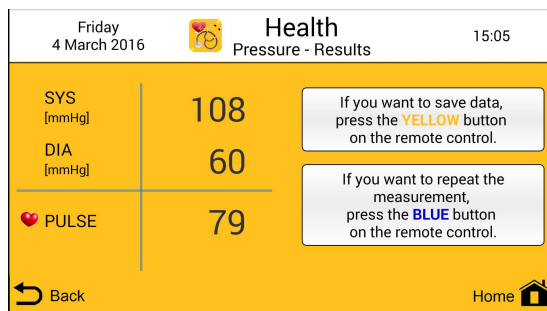 Friday
4 March 2016
Health
Pressure - Results
15:05
SYS
[mmHg]
108
DIA
[mmHg]
60
PULSE
79
If you want to save data,
press the YELLOW button
on the remote control.
If you want to repeat the
measurement,
press the BLUE button
on the remote control.
Back
Home